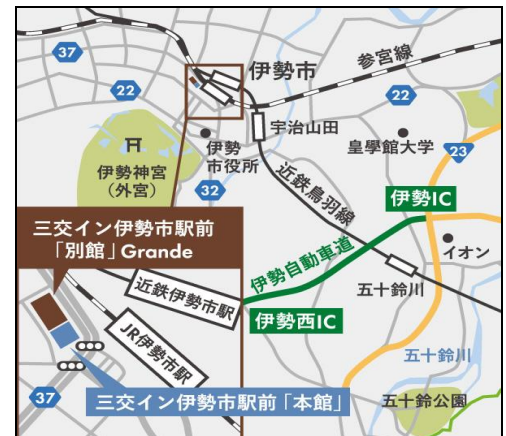 37
参宮線
伊勢市
22
22
宇治山田
伊勢
市役所
皇學館大学
23
伊勢神宮
（外宮）
32
近鉄鳥羽線
伊勢IC
三交イン伊勢市駅前
「別館」Grande
イオン
伊勢自動車道
近鉄伊勢市駅
五十鈴川
伊勢西IC
JR伊勢市駅
五十鈴川
37
三交イン伊勢市駅前「本館」
五十鈴公園